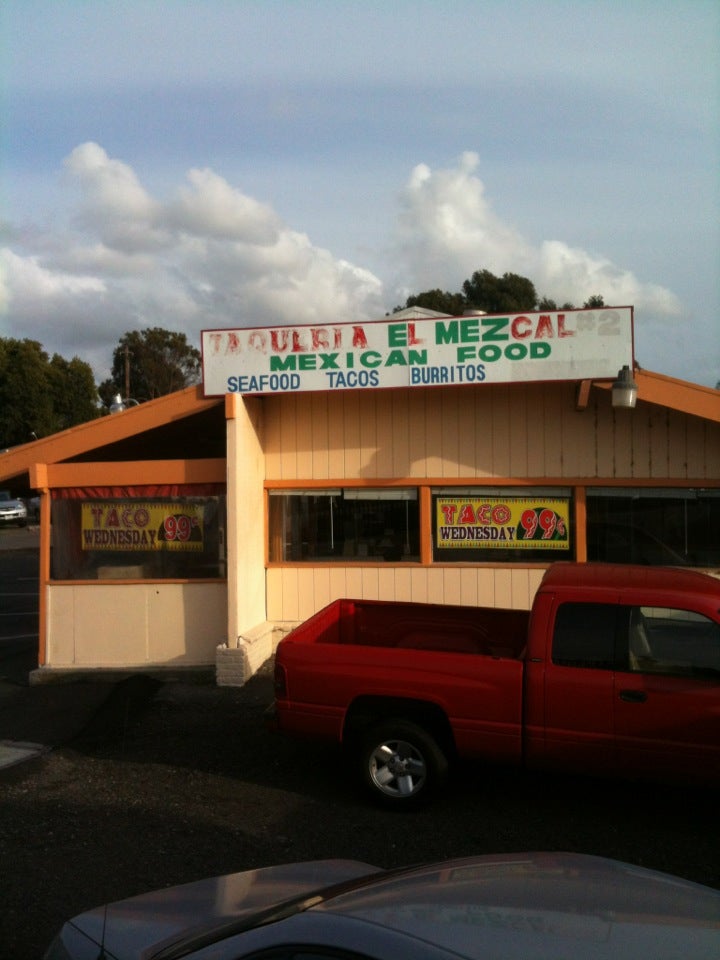 TAQUERIA EL MEZCAL #2
MEXICAN FOOD
SEAFOOD TACOS BURRITOS
TACO
WEDNESDAY
99¢
TACO
WEDNESDAY
99¢